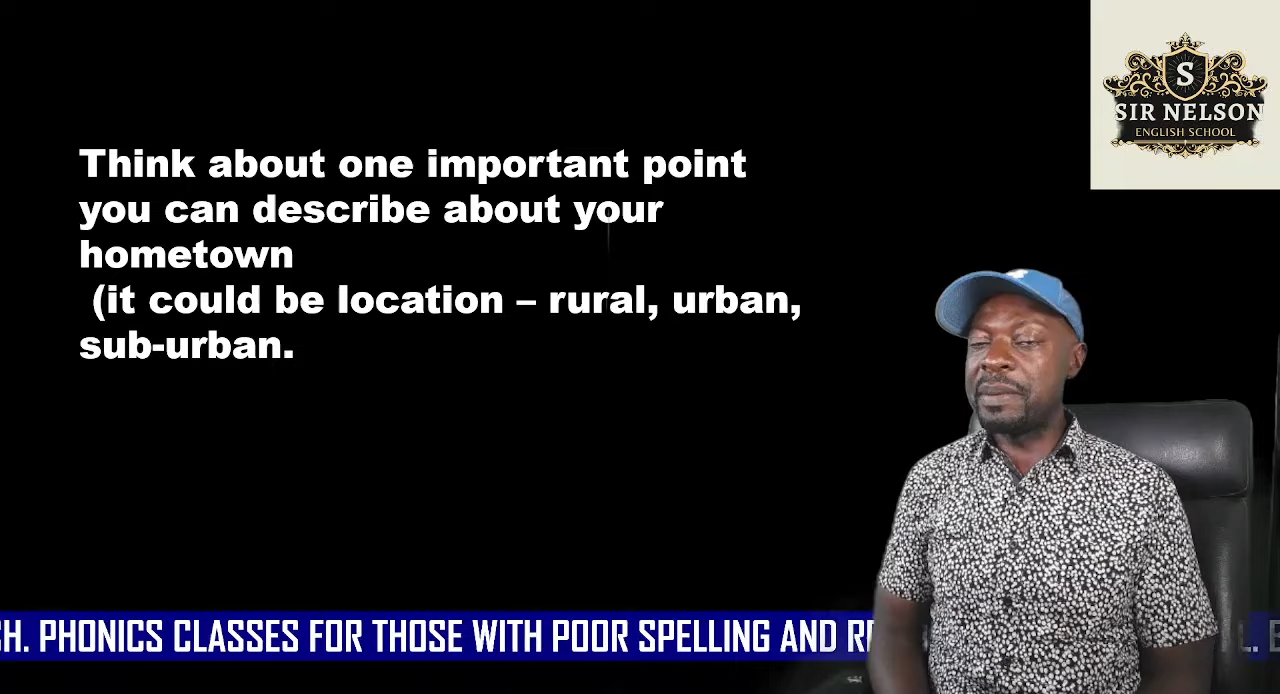 Think about one important point
you can describe about your
hometown
(it could be location – rural, urban,
sub-urban.
S
SIR NELSON
ENGLISH SCHOOL
PHONICS CLASSES FOR THOSE WITH POOR SPELLING AND